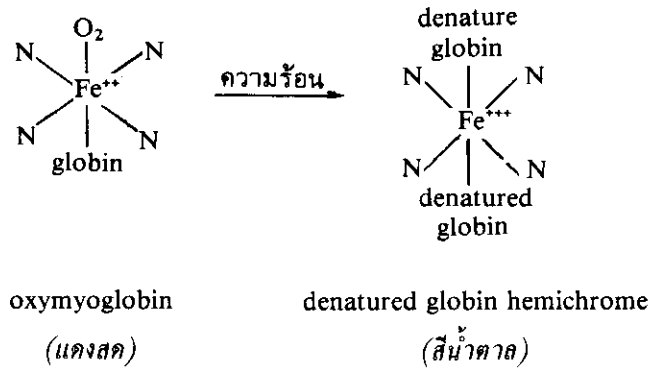 O₂
N N
Fe⁺⁺
N N
globin
ความร้อน
denature
globin
N N
Fe⁺⁺⁺
N N
denatured
globin
oxymyoglobin denatured globin hemichrome
(แดงสด) (สีน้ำตาล)